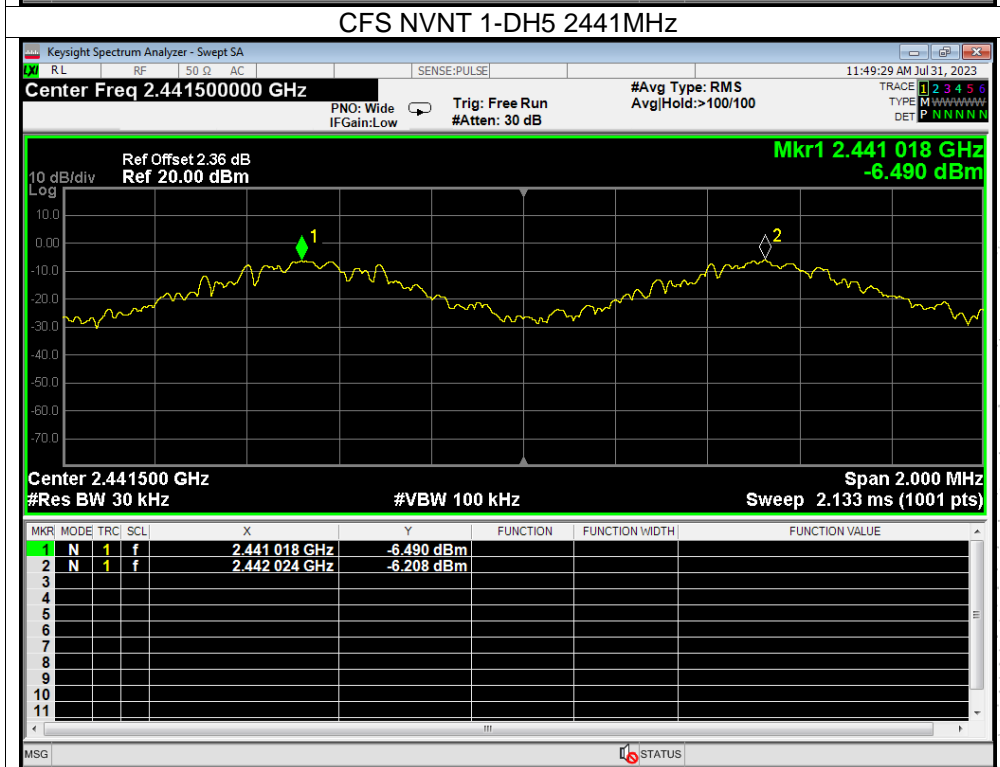 CFS NVNT 1-DH5 2441MHz
Keysight Spectrum Analyzer - Swept SA
LXI RL RF 50 Ω AC SENSE:PULSE 11:49:29 AM Jul 31, 2023
Center Freq 2.441500000 GHz #Avg Type: RMS TRACE 1 2 3 4 5 6
PNO: Wide Trig: Free Run Avg|Hold:>100/100 TYPE M WWWWW
IFGain:Low #Atten: 30 dB DET P N N N N N
Mkr1 2.441 018 GHz
-6.490 dBm
Ref Offset 2.36 dB
10 dB/div Ref 20.00 dBm
Log
10.0
0.00
-10.0
-20.0
-30.0
-40.0
-50.0
-60.0
-70.0
1
2
Center 2.441500 GHz Span 2.000 MHz
#Res BW 30 kHz #VBW 100 kHz Sweep 2.133 ms (1001 pts)
MKR MODE TRC SCL X Y FUNCTION FUNCTION WIDTH FUNCTION VALUE
1 N 1 f 2.441 018 GHz -6.490 dBm
2 N 1 f 2.442 024 GHz -6.208 dBm
3
4
5
6
7
8
9
10
11
MSG STATUS